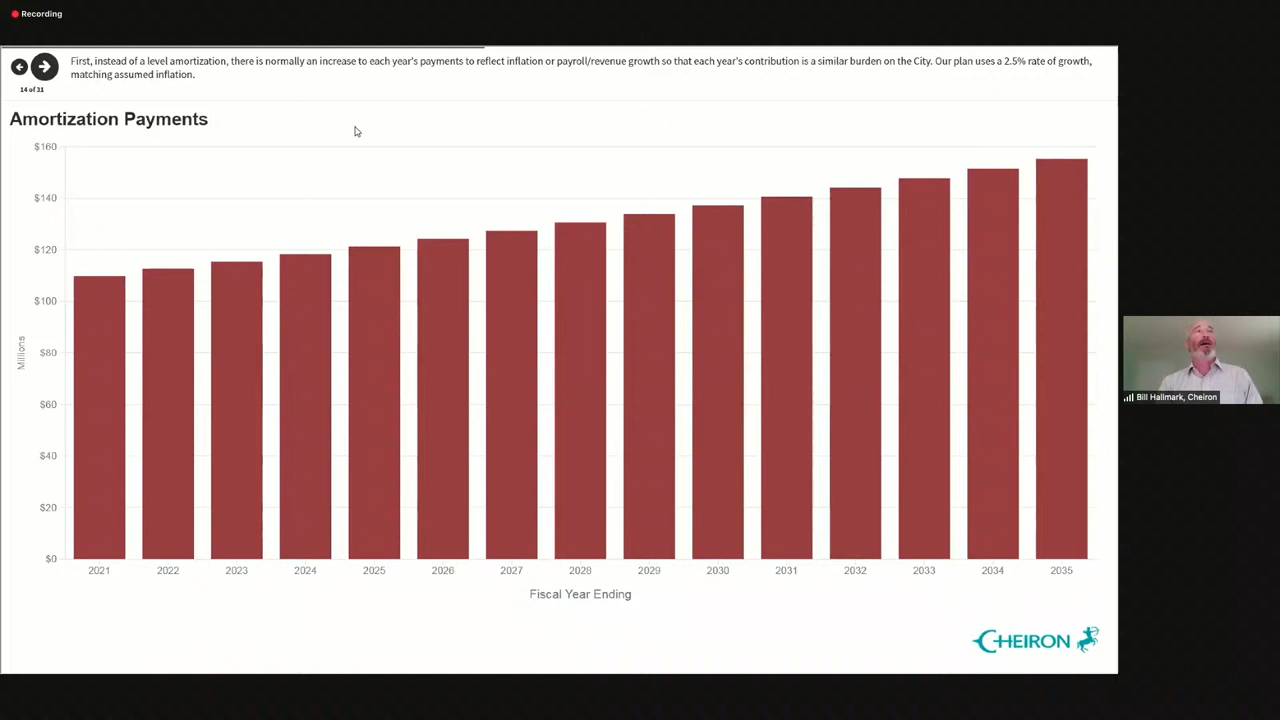 Recording
First, instead of a level amortization, there is normally an increase to each year's payments to reflect inflation or payroll/revenue growth so that each year's contribution is a similar burden on the City. Our plan uses a 2.5% rate of growth,
matching assumed inflation.
14 of 31
Amortization Payments
$160
$140
$120
$100
$80
$60
$40
$20
$0
Millions
2021 2022 2023 2024 2025 2026 2027 2028 2029 2030 2031 2032 2033 2034 2035
Fiscal Year Ending
CHEIRON
Bill Hallmark, Cheiron